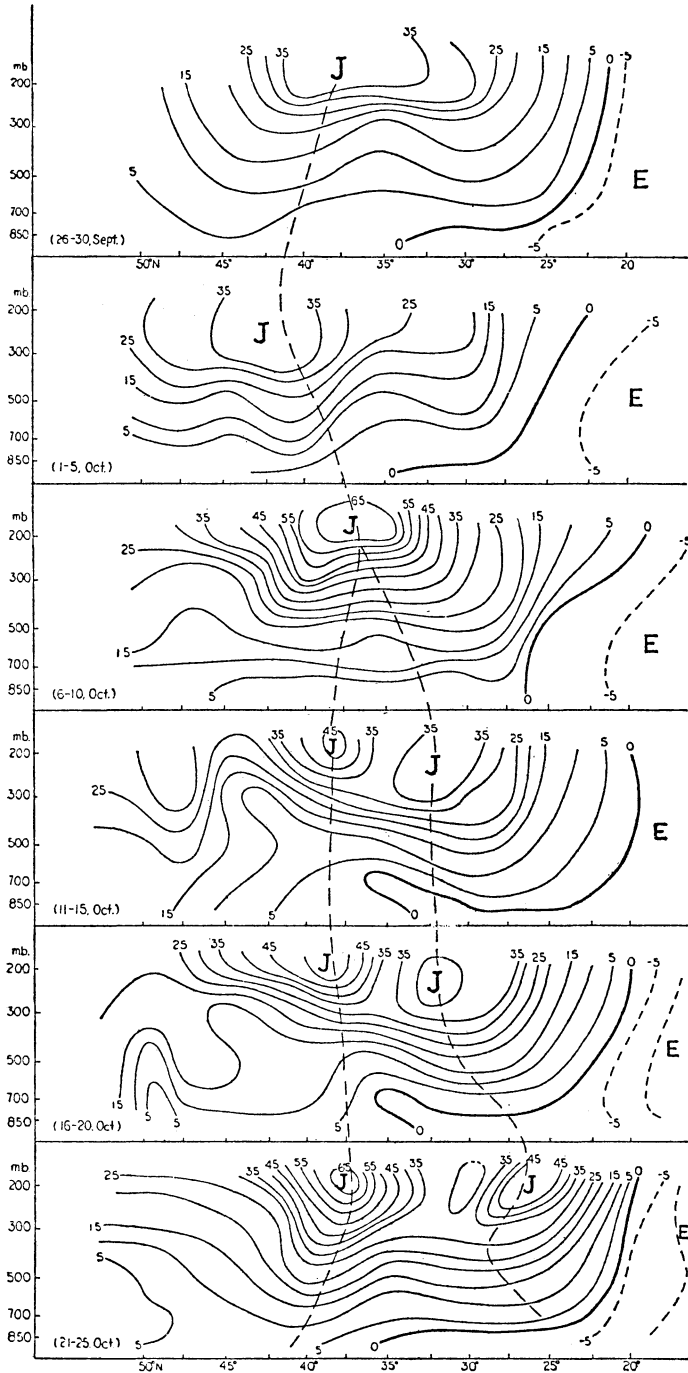 35
25 35 J 25 15 5 0 -5
mb
15
200
300
5 E
500
700
850
(26-30, Sept.) 0 -5
50°N 45° 40° 35° 30° 25° 20°
mb.
35 35 25 15 5 0 -5
200
J
25
300
15
E
500
5
700
850
(1-5, Oct.) 0 -5
mb.
65
35 45 55 J 55 45 35 25 15 5 0 -5
200
25
300
500
15 E
700
850
(6-10, Oct.) 5 0 -5
mb.
35 45 35 35 25 15 5 0
200 J J
25
300
E
500
700
850
(11-15, Oct.) 15 5 0
mb.
25 35 45 J 45 35 35 J 35 25 15 5 0 -5
200
300
E
500
700
15 5 5
850
(16-20, Oct) 5 0 -5
mb.
25 35 45 55 65 J 55 45 35 35 45 J 45 35 25 15 5 0 -5
200
300
15 E
5
500
700
850
(21-25, Oct.) 5 5 0 -5
50°N 45° 40° 35° 30° 25° 20°